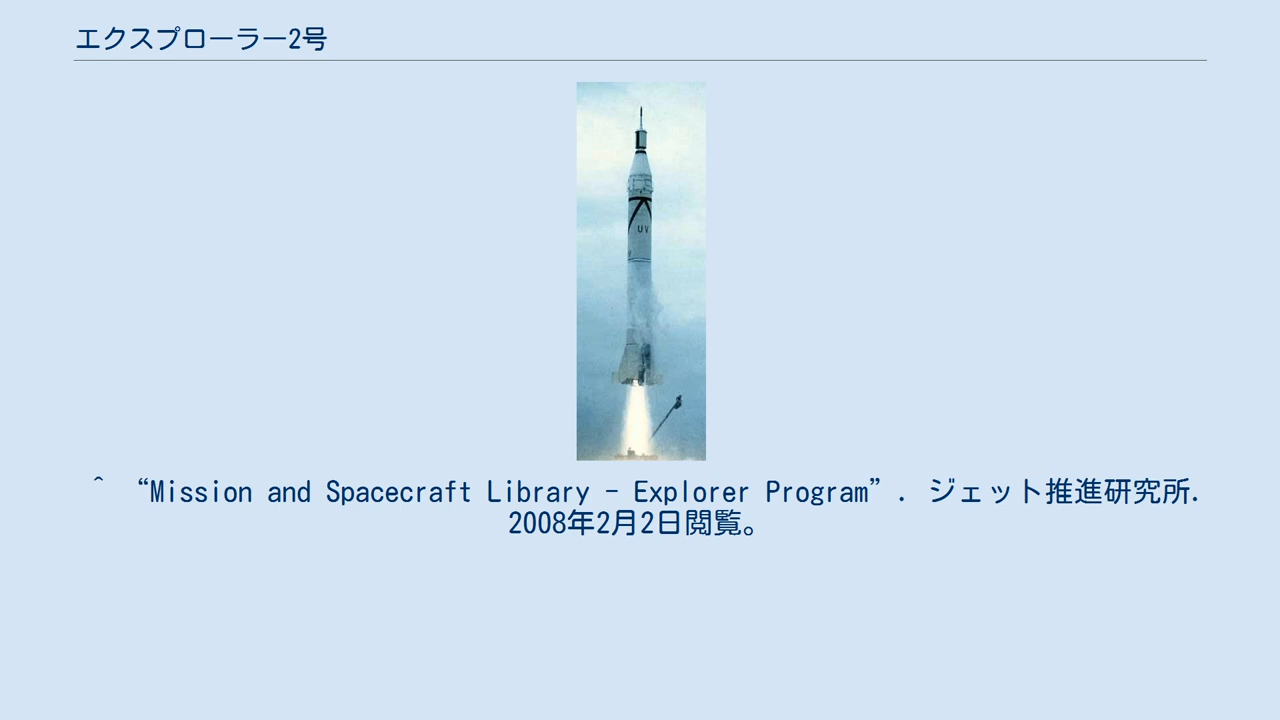 エクスプローラー2号
UV
^ “Mission and Spacecraft Library - Explorer Program”. ジェット推進研究所.
2008年2月2日閲覧。